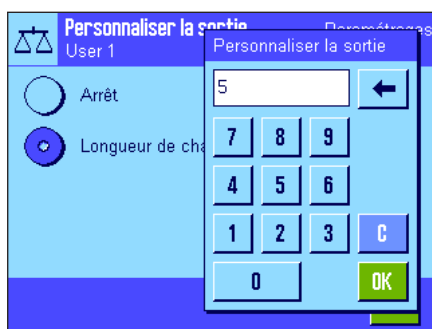 Personnaliser la sortie
User 1
Personnaliser la sortie
Arrêt
5
Longueur de
7 8 9
4 5 6
1 2 3 C
0 OK